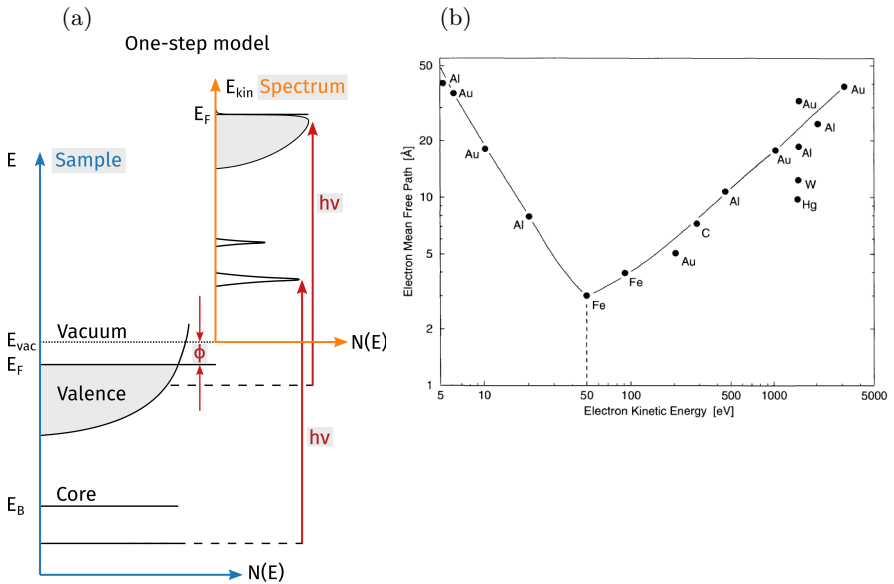 (a)
One-step model
E_kin Spectrum
E_F
E
Sample
hν
Vacuum
N(E)
E_vac
ϕ
E_F
Valence
hν
Core
E_B
N(E)
(b)
50
Al
Au
Au
Au
20
Au
Al
Al
Au
10
W
Al
Hg
Al
C
5
Au
Fe
Fe
2
1
Electron Mean Free Path [Å]
5
10
50
100
500
1000
5000
Electron Kinetic Energy [eV]